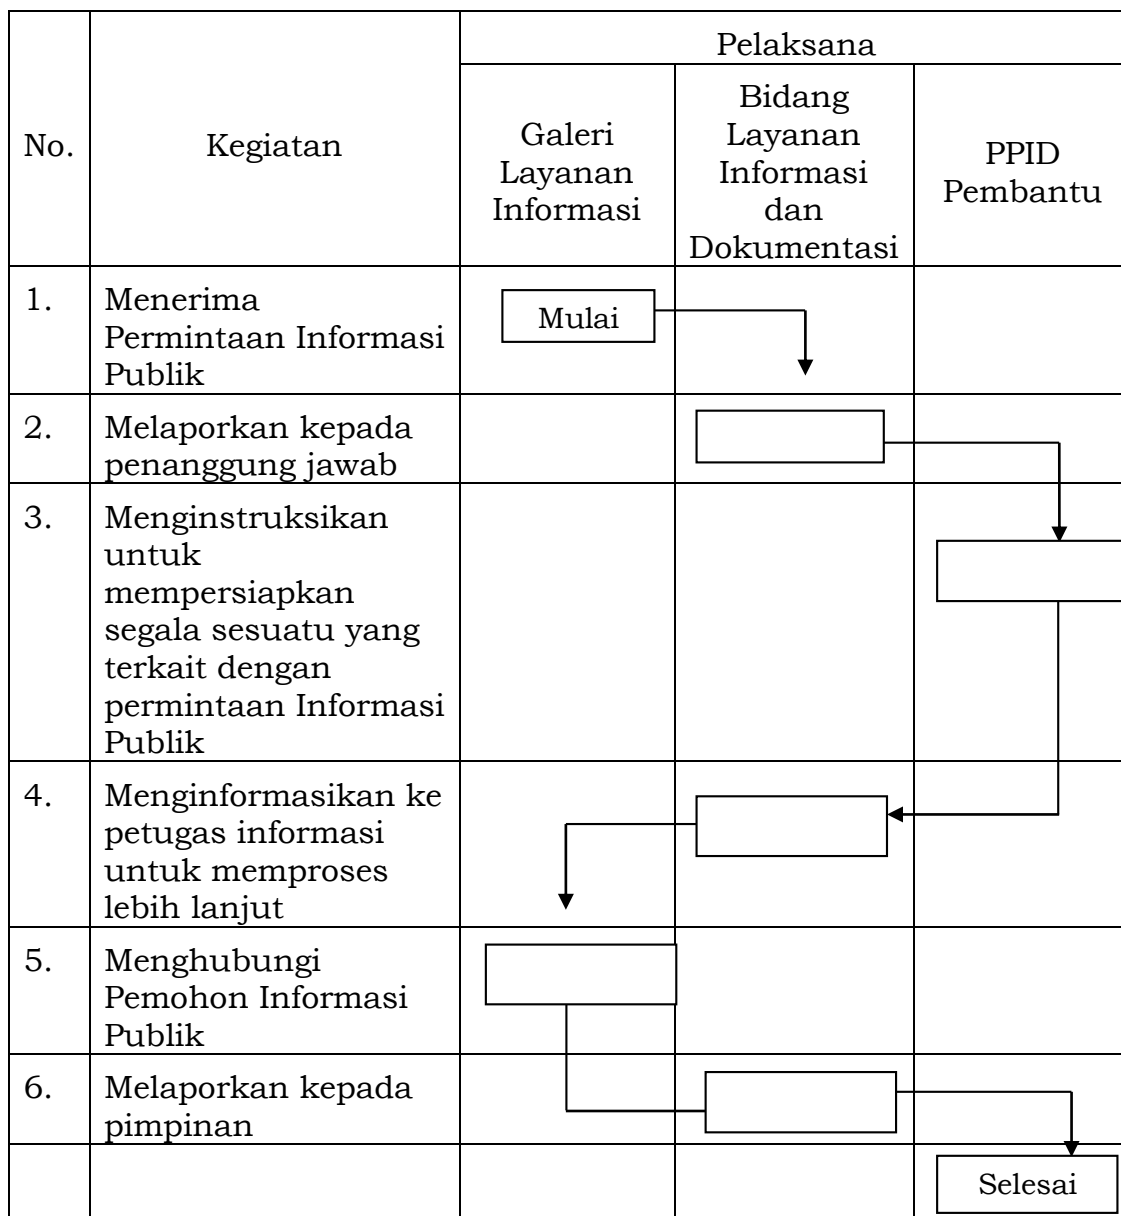 No.
Kegiatan
Pelaksana
Galeri
Layanan
Informasi
Bidang
Layanan
Informasi
dan
Dokumentasi
PPID
Pembantu
1.
Menerima
Permintaan Informasi
Publik
Mulai
2.
Melaporkan kepada
penanggung jawab
3.
Menginstruksikan
untuk
mempersiapkan
segala sesuatu yang
terkait dengan
permintaan Informasi
Publik
4.
Menginformasikan ke
petugas informasi
untuk memproses
lebih lanjut
5.
Menghubungi
Pemohon Informasi
Publik
6.
Melaporkan kepada
pimpinan
Selesai